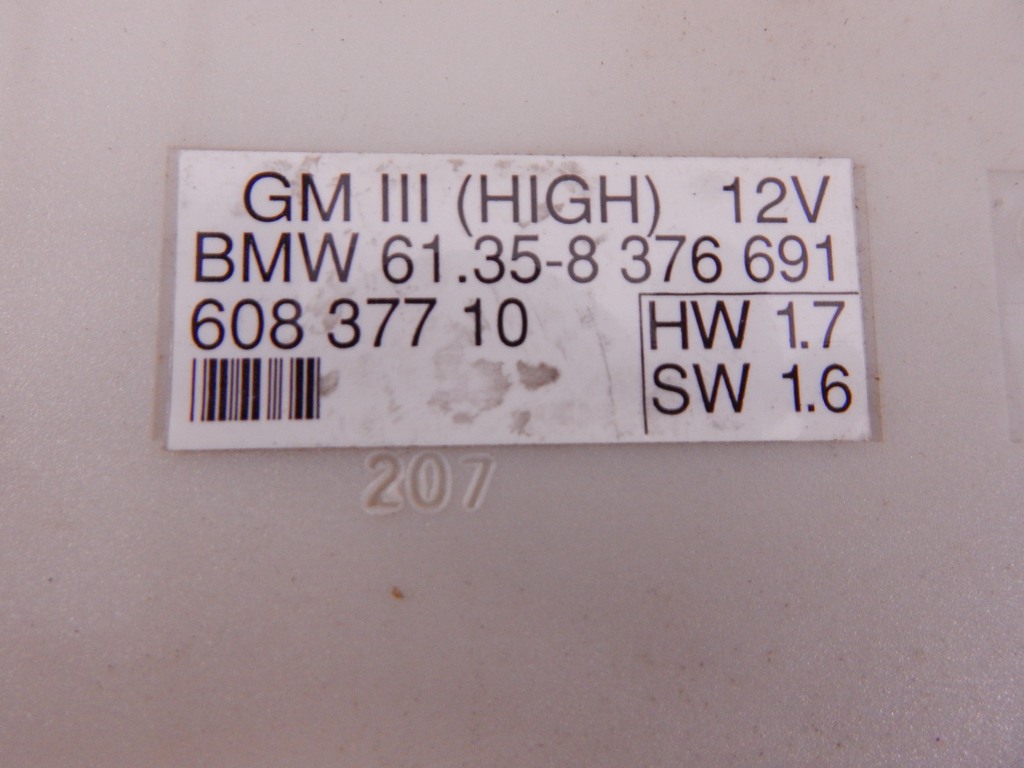 GM III (HIGH) 12V
BMW 61.35-8 376 691
608 377 10
HW 1.7
SW 1.6
207